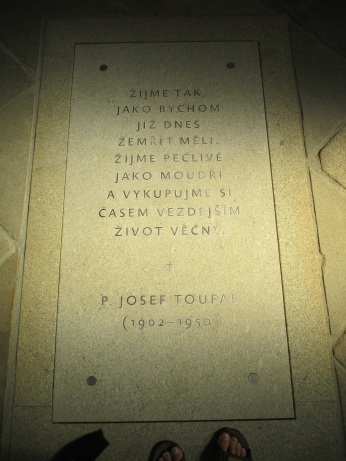 ŽIJME TAK,
JAKO BYCHOM
JIŽ DNES
ZEMŘÍT MĚLI.
ŽIJME PEČLIVĚ
JAKO MOUDŘÍ
A VYKUPUJME SI
ČASEM VEZDEJŠÍM
ŽIVOT VĚČNÝ.
P. JOSEF TOUFAR
(1902–1950)